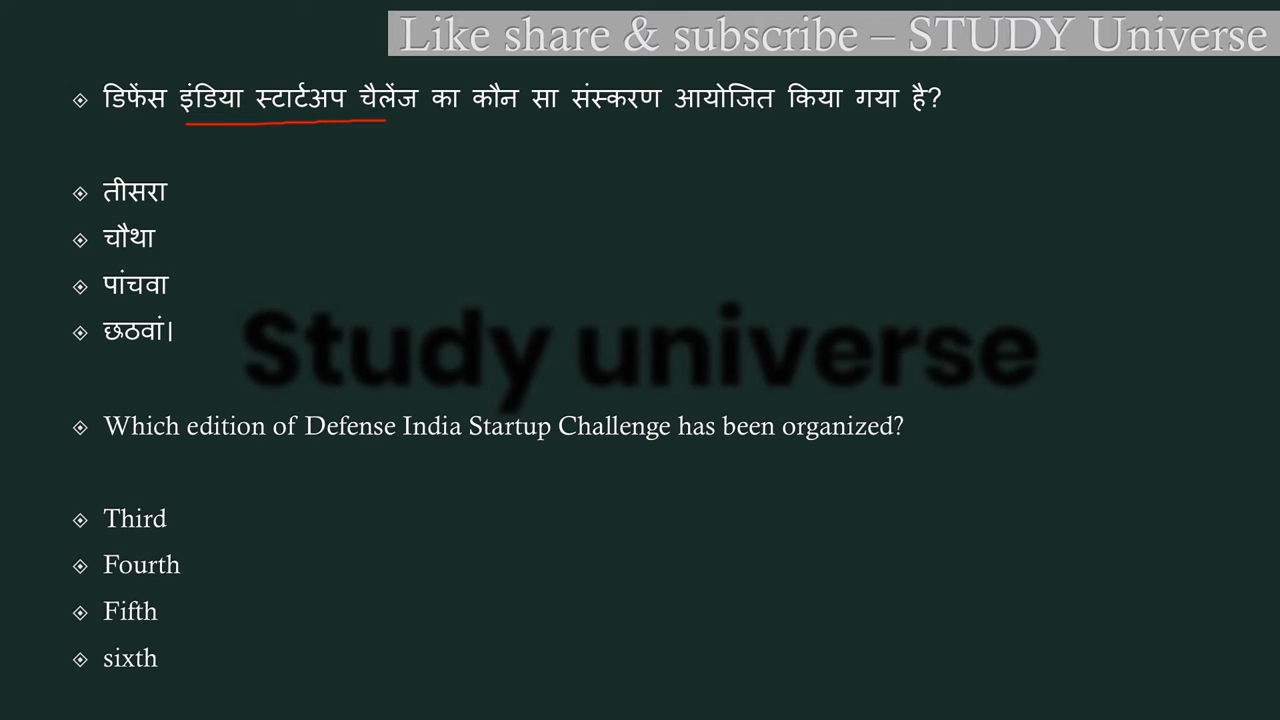 Like share & subscribe – STUDY Universe
डिफेंस इंडिया स्टार्टअप चैलेंज का कौन सा संस्करण आयोजित किया गया है?
तीसरा
चौथा
पांचवा
छठवां।
Study universe
Which edition of Defense India Startup Challenge has been organized?
Third
Fourth
Fifth
sixth